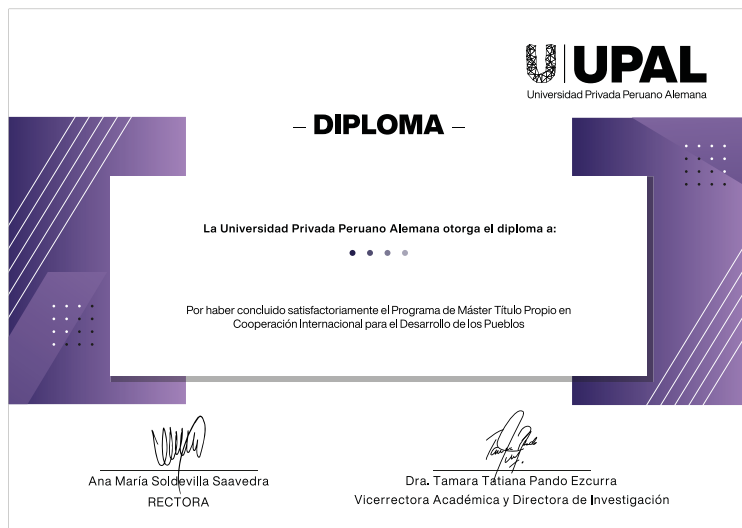 UPAL
Universidad Privada Peruano Alemana
– DIPLOMA –
La Universidad Privada Peruano Alemana otorga el diploma a:
Por haber concluido satisfactoriamente el Programa de Máster Título Propio en
Cooperación Internacional para el Desarrollo de los Pueblos
Ana María Soldevilla Saavedra
RECTORA
Dra. Tamara Tatiana Pando Ezcurra
Vicerrectora Académica y Directora de Investigación